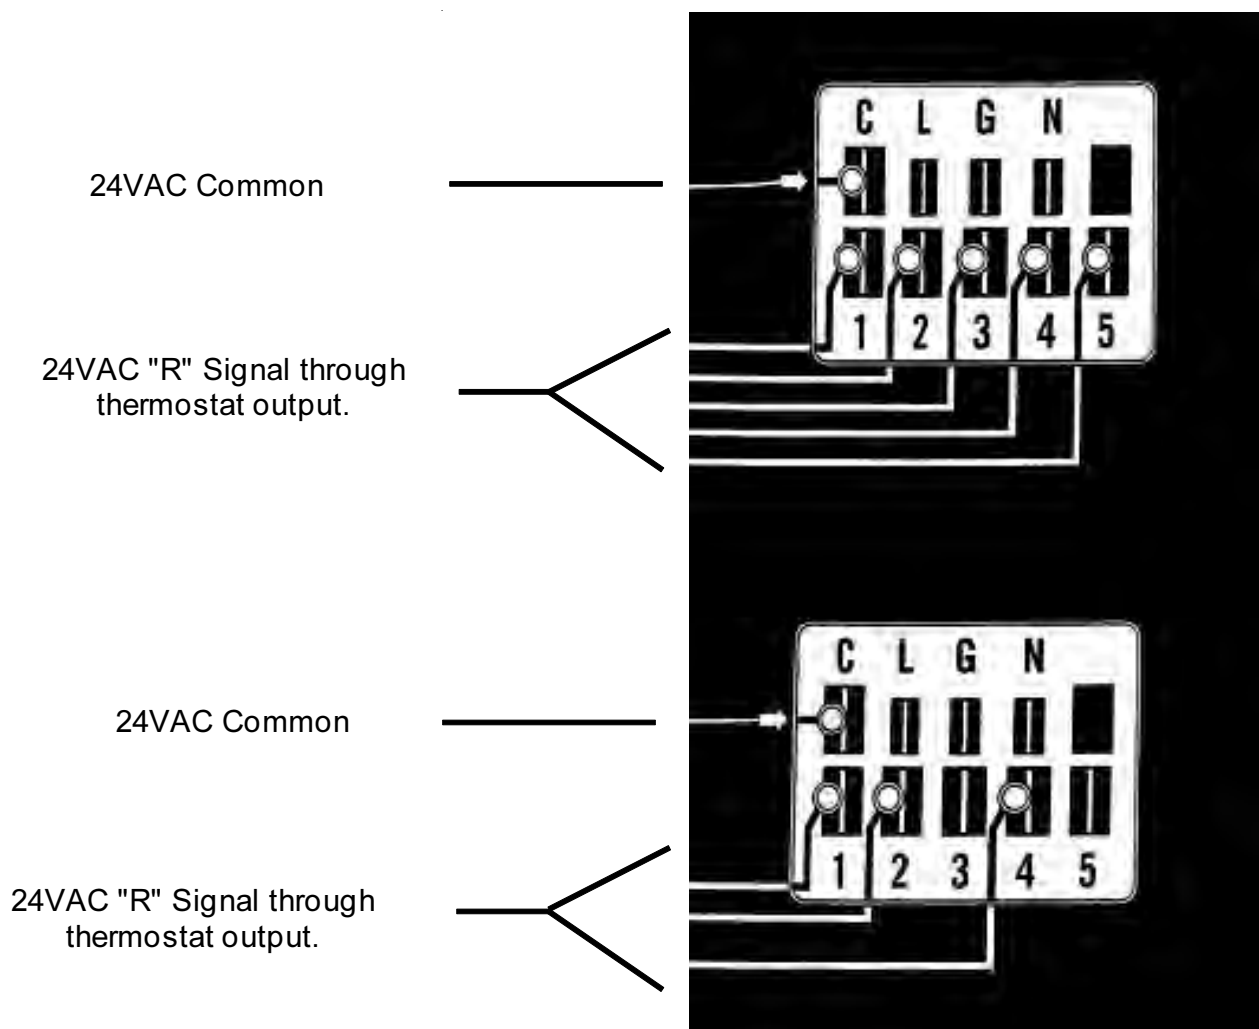 C L G N
24VAC Common
1 2 3 4 5
24VAC "R" Signal through
thermostat output.
C L G N
24VAC Common
1 2 3 4 5
24VAC "R" Signal through
thermostat output.